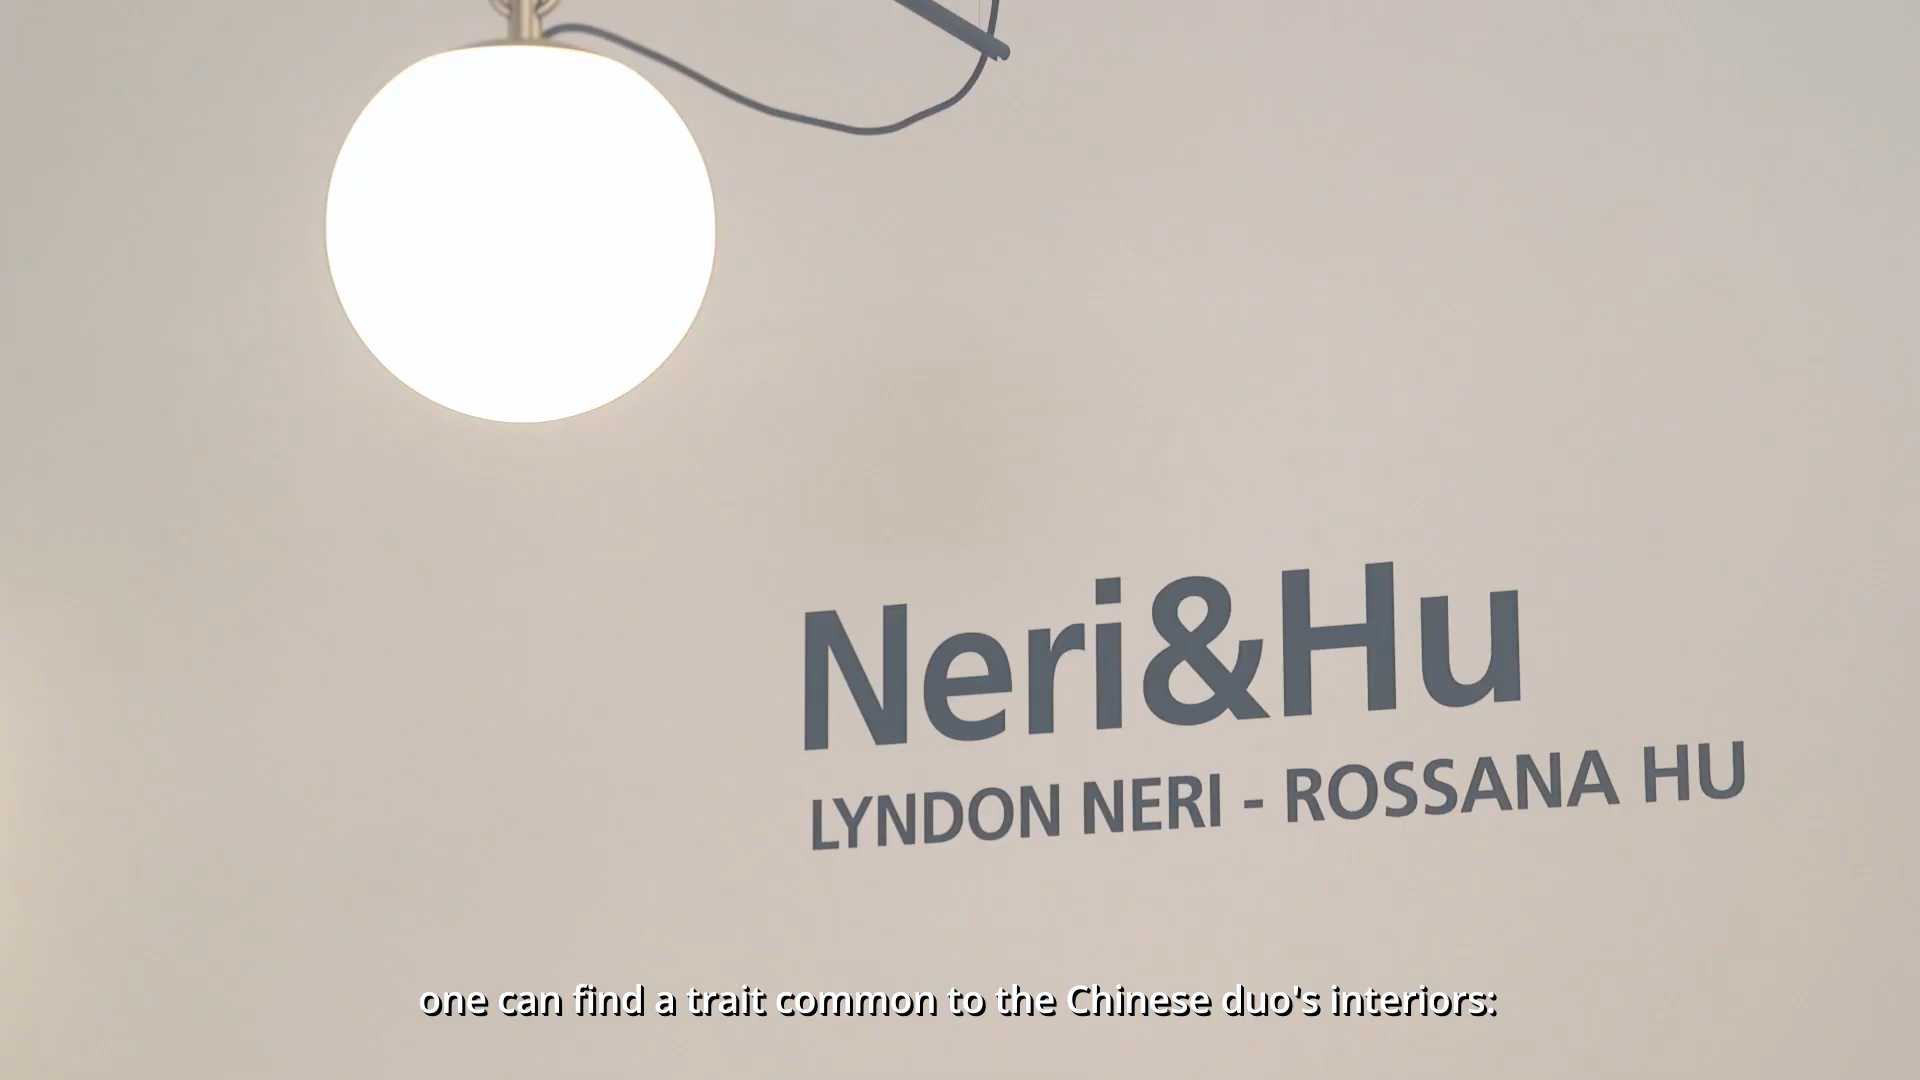 Neri&Hu
LYNDON NERI - ROSSANA HU
one can find a trait common to the Chinese duo's interiors: